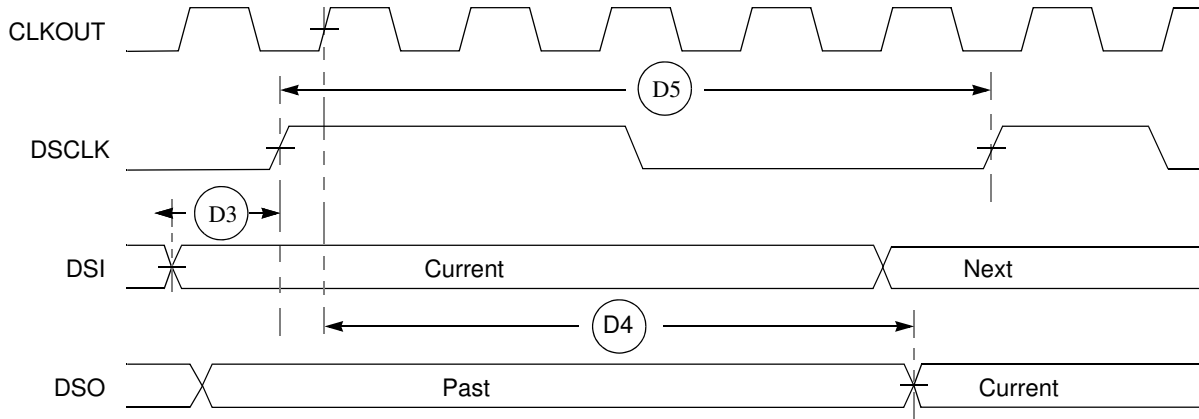 CLKOUT
D5
DSCLK
D3
DSI Current Next
D4
DSO Past Current